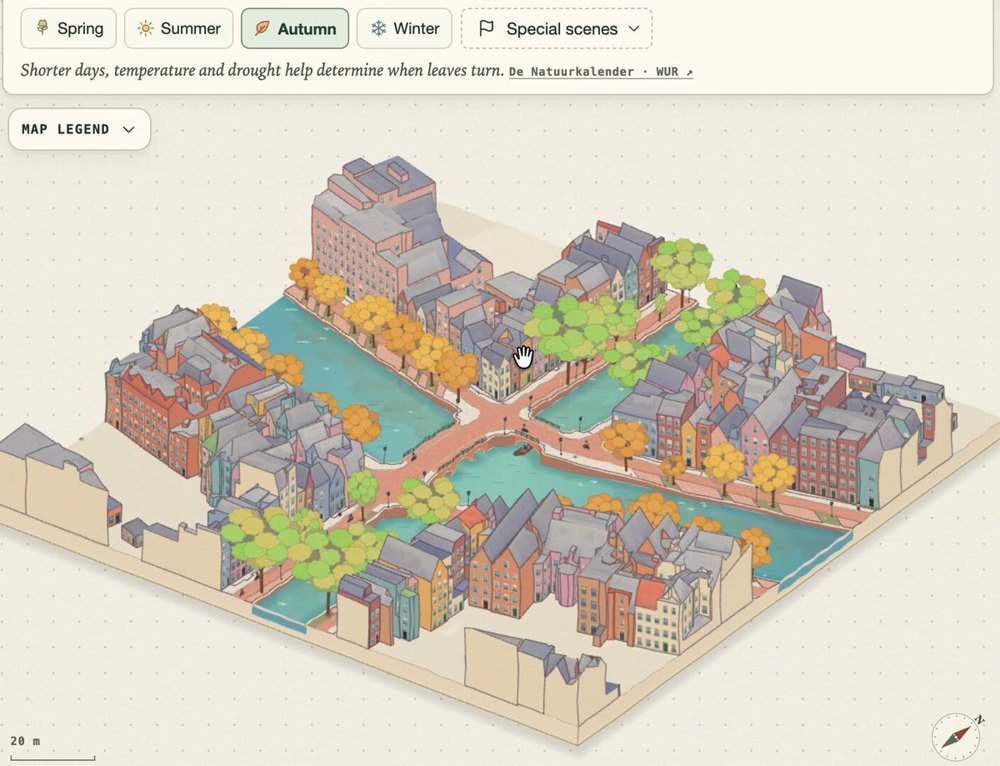 Spring Summer Autumn Winter Special scenes
Shorter days, temperature and drought help determine when leaves turn. De Natuurkalender · WUR ↗
MAP LEGEND
20 m
N